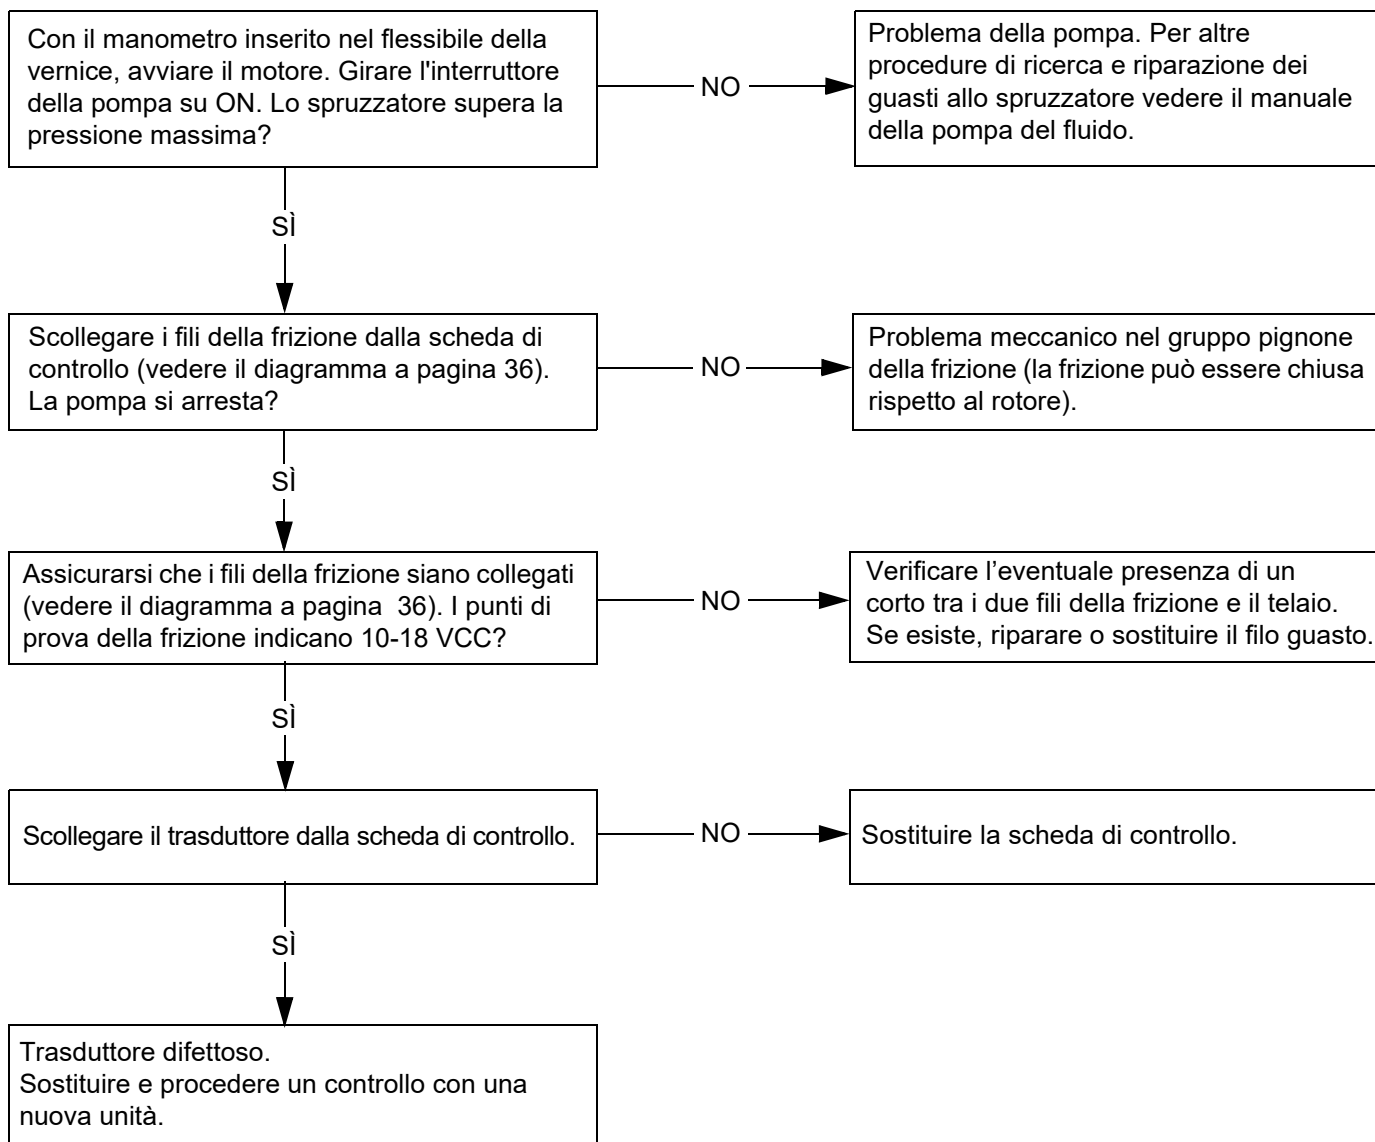 Con il manometro inserito nel flessibile della
vernice, avviare il motore. Girare l'interruttore
della pompa su ON. Lo spruzzatore supera la
pressione massima?
NO
Problema della pompa. Per altre
procedure di ricerca e riparazione dei
guasti allo spruzzatore vedere il manuale
della pompa del fluido.
SÌ
Scollegare i fili della frizione dalla scheda di
controllo (vedere il diagramma a pagina 36).
La pompa si arresta?
NO
Problema meccanico nel gruppo pignone
della frizione (la frizione può essere chiusa
rispetto al rotore).
SÌ
Assicurarsi che i fili della frizione siano collegati
(vedere il diagramma a pagina  36). I punti di
prova della frizione indicano 10-18 VCC?
NO
Verificare l’eventuale presenza di un
corto tra i due fili della frizione e il telaio.
Se esiste, riparare o sostituire il filo guasto.
SÌ
Scollegare il trasduttore dalla scheda di controllo.
NO
Sostituire la scheda di controllo.
SÌ
Trasduttore difettoso.
Sostituire e procedere un controllo con una
nuova unità.